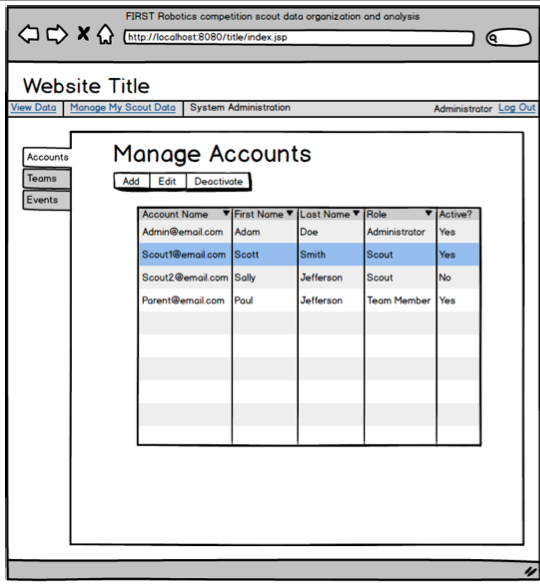 FIRST Robotics competition scout data organization and analysis
http://localhost:8080/title/index.jsp
Website Title
View Data Manage My Scout Data System Administration Administrator Log Out
Accounts
Teams
Events
Manage Accounts
Add Edit Deactivate
Account Name First Name Last Name Role Active?
Admin@email.com Adam Doe Administrator Yes
Scout1@email.com Scott Smith Scout Yes
Scout2@email.com Sally Jefferson Scout No
Parent@email.com Paul Jefferson Team Member Yes